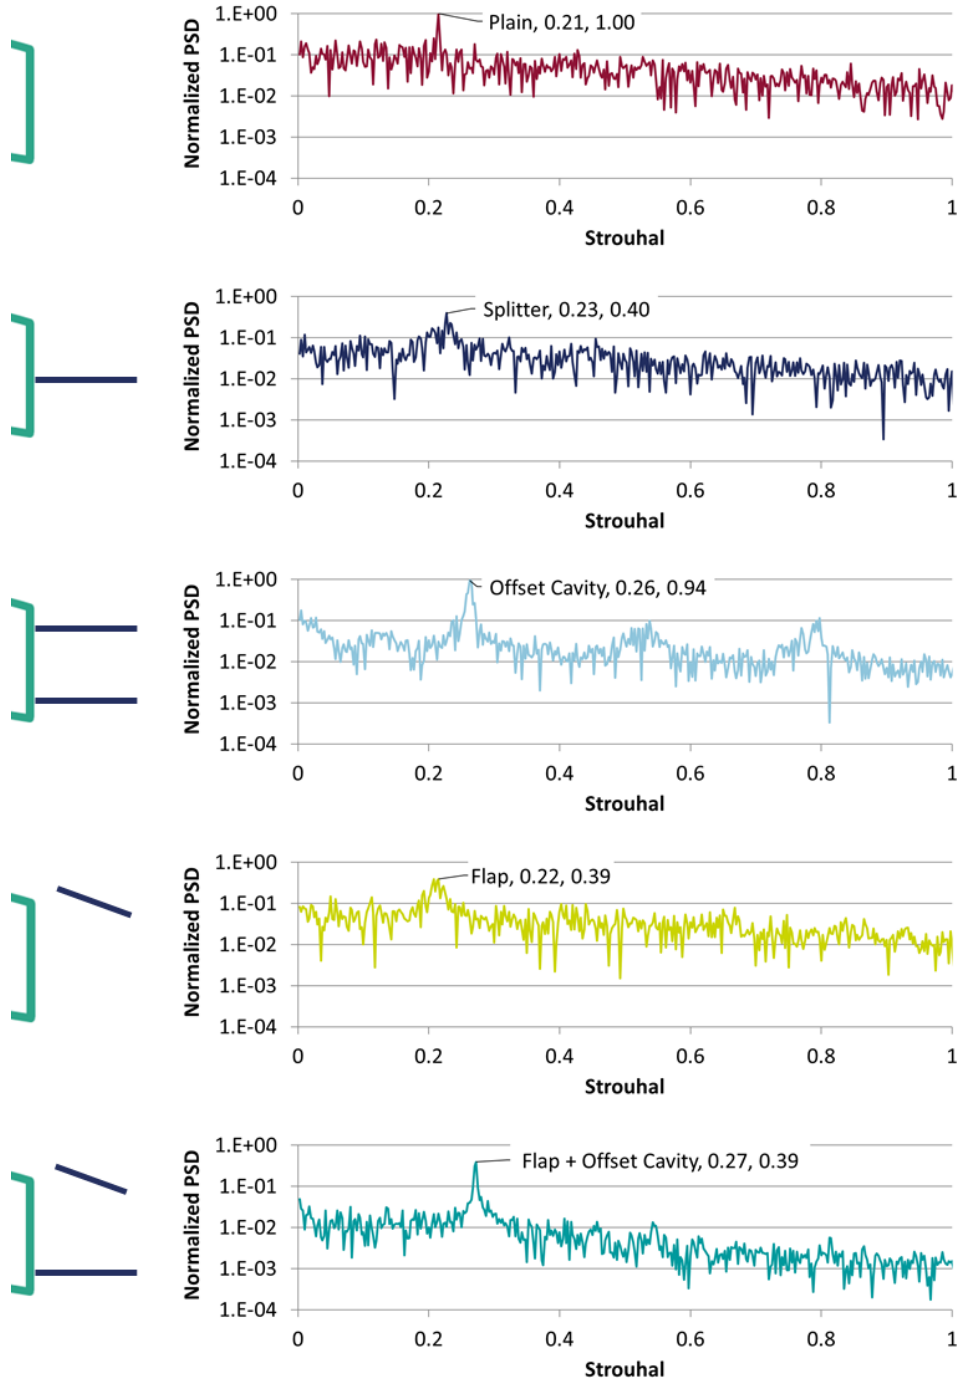 1.E+00
Plain, 0.21, 1.00
1.E-01
1.E-02
1.E-03
1.E-04
Normalized PSD
0 0.2 0.4 0.6 0.8 1
Strouhal
1.E+00
Splitter, 0.23, 0.40
1.E-01
1.E-02
1.E-03
1.E-04
Normalized PSD
0 0.2 0.4 0.6 0.8 1
Strouhal
1.E+00
Offset Cavity, 0.26, 0.94
1.E-01
1.E-02
1.E-03
1.E-04
Normalized PSD
0 0.2 0.4 0.6 0.8 1
Strouhal
1.E+00
Flap, 0.22, 0.39
1.E-01
1.E-02
1.E-03
1.E-04
Normalized PSD
0 0.2 0.4 0.6 0.8 1
Strouhal
1.E+00
Flap + Offset Cavity, 0.27, 0.39
1.E-01
1.E-02
1.E-03
1.E-04
Normalized PSD
0 0.2 0.4 0.6 0.8 1
Strouhal